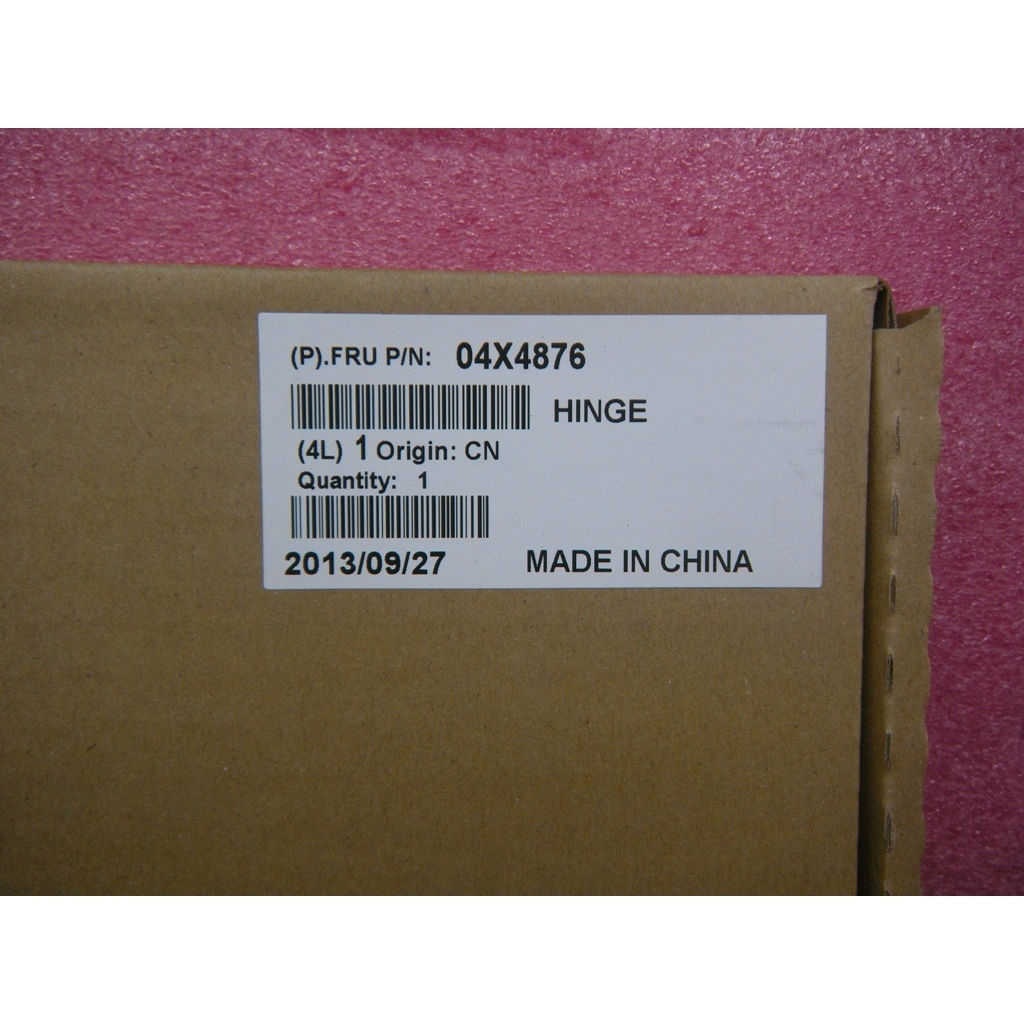 (P).FRU P/N: 04X4876
HINGE
(4L) 1 Origin: CN
Quantity: 1
2013/09/27 MADE IN CHINA